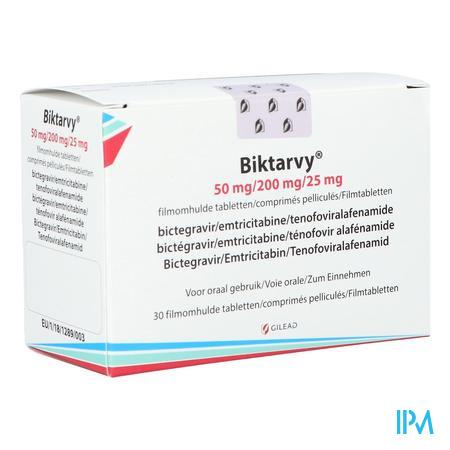 Biktarvy®
50 mg/200 mg/25 mg
filmomhulde tabletten/
comprimés pelliculés/Filmtabletten
bictegravir/emtricitabine/
tenofoviralafenamide
bictégravir/emtricitabine/
ténofovir alafénamide
Bictegravir/Emtricitabin/
Tenofoviralafenamid
EU/1/18/1289/003
Biktarvy®
50 mg/200 mg/25 mg
filmomhulde tabletten/comprimés pelliculés/Filmtabletten
bictegravir/emtricitabine/tenofoviralafenamide
bictégravir/emtricitabine/ténofovir alafénamide
Bictegravir/Emtricitabin/Tenofoviralafenamid
Voor oraal gebruik/Voie orale/Zum Einnehmen
30 filmomhulde tabletten/comprimés pelliculés/Filmtabletten
GILEAD
IPM